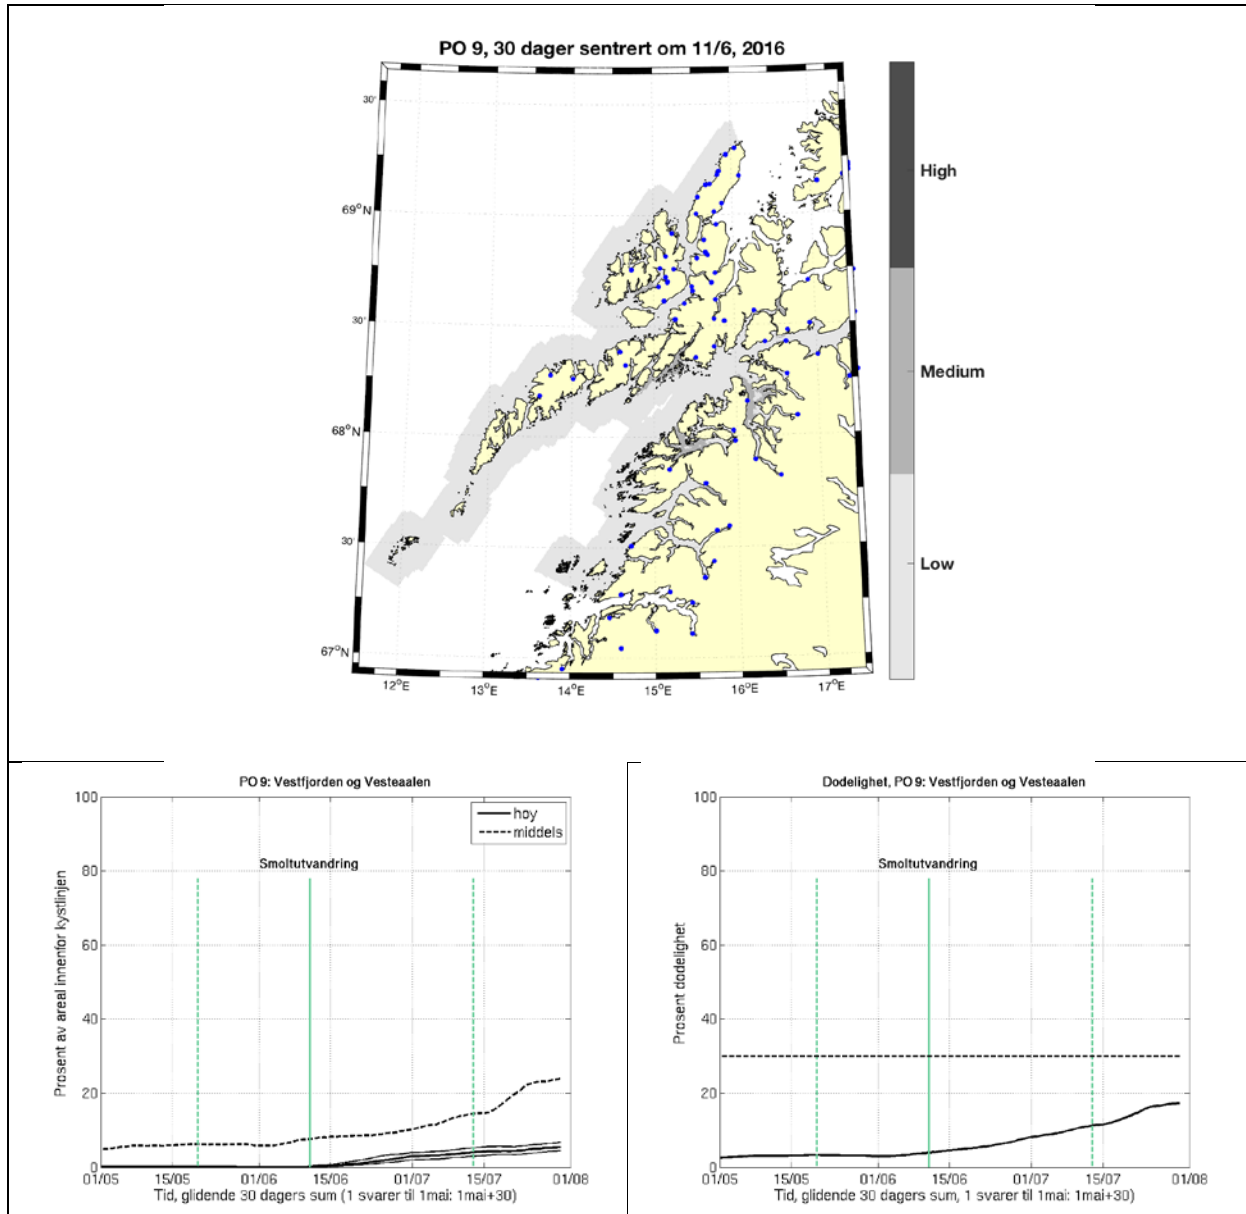 PO 9, 30 dager sentrert om 11/6, 2016
30'
69°N
30'
68°N
30'
67°N
12°E
13°E
14°E
15°E
16°E
17°E
High
Medium
Low
PO 9: Vestfjorden og Vesteaalen
100
80
60
40
20
0
høy
middels
Smoltutvandring
Prosent av areal innenfor kystlinjen
01/05
15/05
01/06
15/06
01/07
15/07
01/08
Tid, glidende 30 dagers sum (1 svarer til 1mai: 1mai+30)
Dodelighet, PO 9: Vestfjorden og Vesteaalen
100
80
60
40
20
0
Smoltutvandring
Prosent dodelighet
01/05
15/05
01/06
15/06
01/07
15/07
01/08
Tid, glidende 30 dagers sum, 1 svarer til 1mai: 1mai+30)